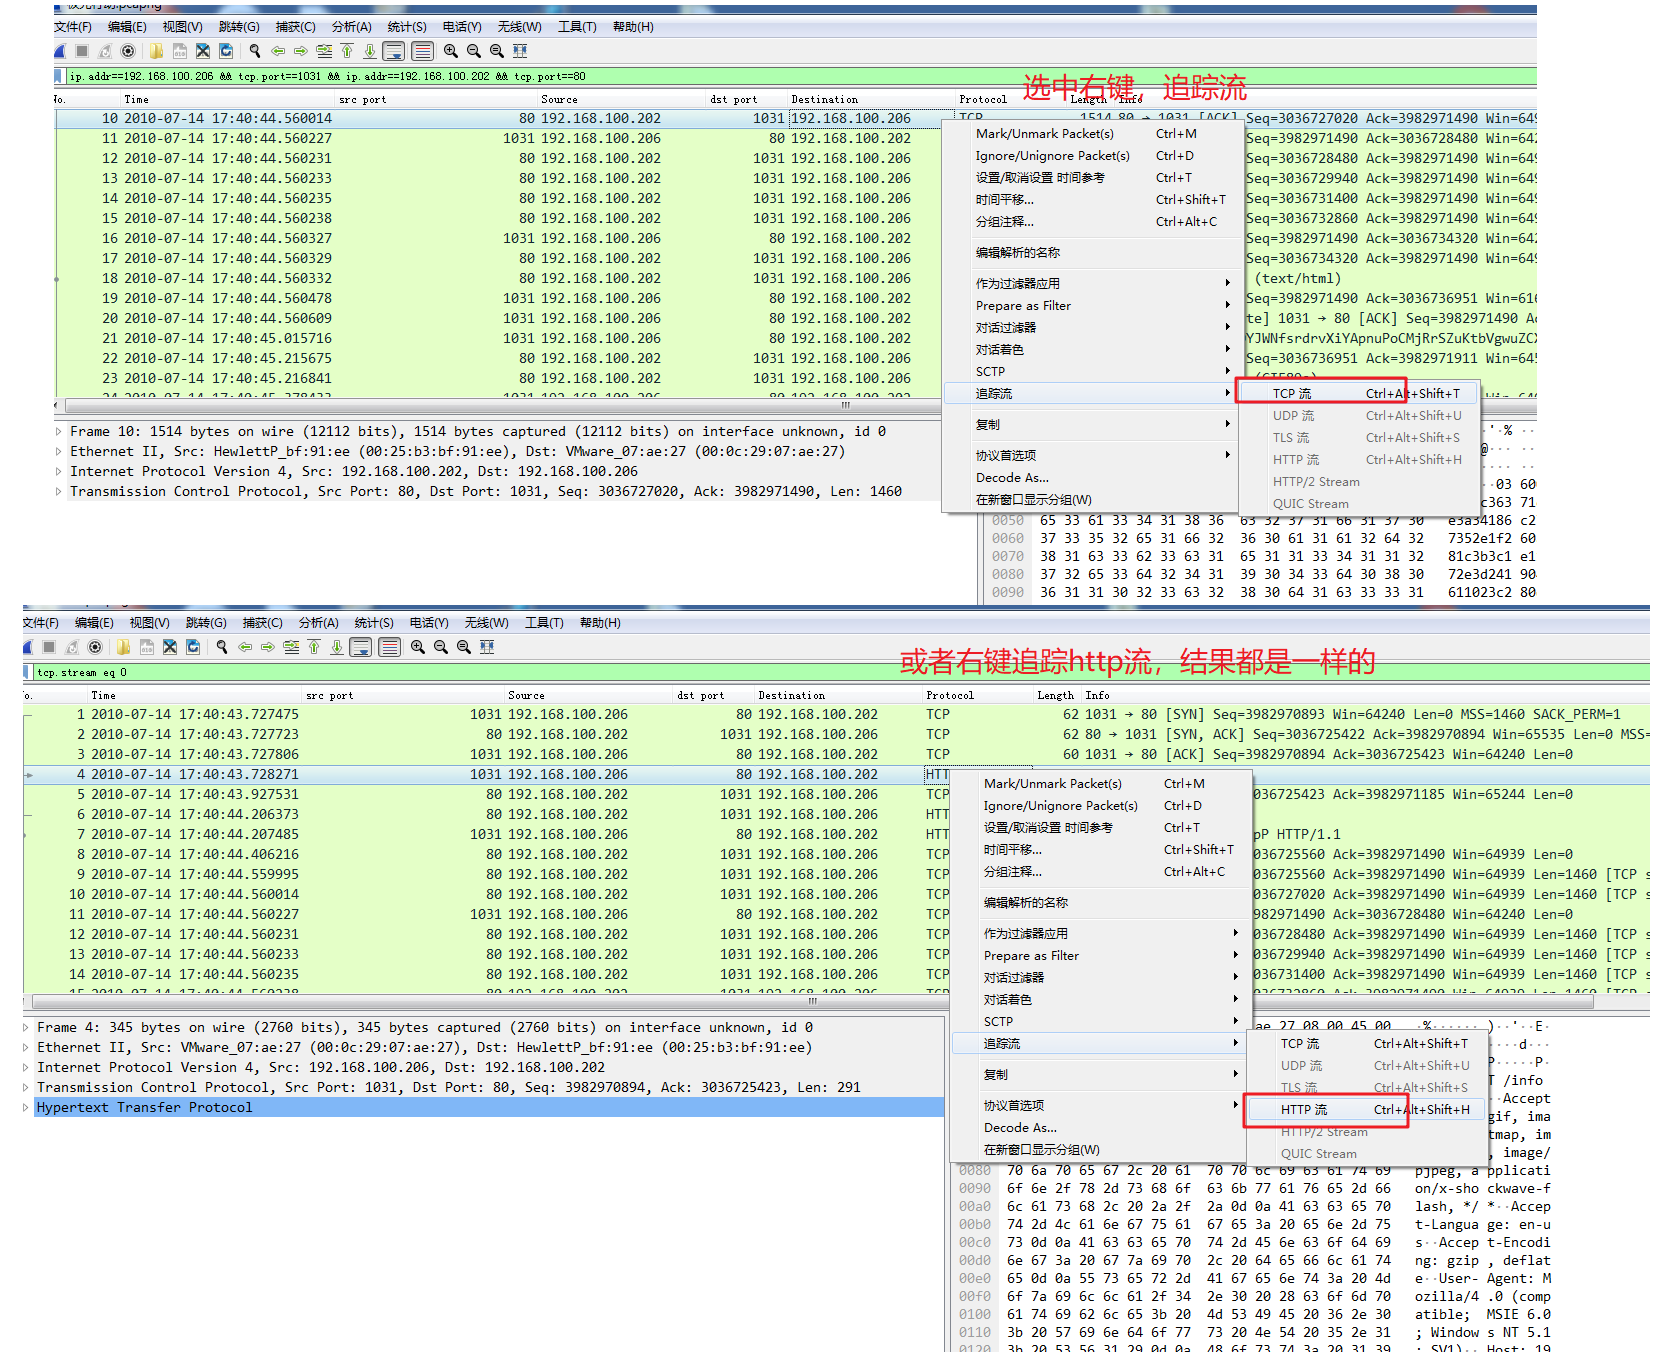 极光行动.pcapng
文件(F) 编辑(E) 视图(V) 跳转(G) 捕获(C) 分析(A) 统计(S) 电话(Y) 无线(W) 工具(T) 帮助(H)
ip.addr==192.168.100.206 && tcp.port==1031 && ip.addr==192.168.100.202 && tcp.port==80
选中右键，追踪流
No. Time src port Source dst port Destination Protocol Length Info
10 2010-07-14 17:40:44.560014 80 192.168.100.202 1031 192.168.100.206 TCP 1514 80 → 1031 [ACK] Seq=3036727020 Ack=3982971490 Win=649
11 2010-07-14 17:40:44.560227 1031 192.168.100.206 80 192.168.100.202 Seq=3982971490 Ack=3036728480 Win=642
12 2010-07-14 17:40:44.560231 80 192.168.100.202 1031 192.168.100.206 Seq=3036728480 Ack=3982971490 Win=649
13 2010-07-14 17:40:44.560233 80 192.168.100.202 1031 192.168.100.206 Seq=3036729940 Ack=3982971490 Win=649
14 2010-07-14 17:40:44.560235 80 192.168.100.202 1031 192.168.100.206 Seq=3036731400 Ack=3982971490 Win=649
15 2010-07-14 17:40:44.560238 80 192.168.100.202 1031 192.168.100.206 Seq=3036732860 Ack=3982971490 Win=649
16 2010-07-14 17:40:44.560327 1031 192.168.100.206 80 192.168.100.202 Seq=3982971490 Ack=3036734320 Win=642
17 2010-07-14 17:40:44.560329 80 192.168.100.202 1031 192.168.100.206 Seq=3036734320 Ack=3982971490 Win=649
18 2010-07-14 17:40:44.560332 80 192.168.100.202 1031 192.168.100.206 (text/html)
19 2010-07-14 17:40:44.560478 1031 192.168.100.206 80 192.168.100.202 Seq=3982971490 Ack=3036736951 Win=616
20 2010-07-14 17:40:44.560609 1031 192.168.100.206 80 192.168.100.202 te] 1031 → 80 [ACK] Seq=3982971490 Ac
21 2010-07-14 17:40:45.015716 1031 192.168.100.206 80 192.168.100.202 YJWNfsrdrvXiYApnuPoCMjRrSZuKtbVgwuZCX
22 2010-07-14 17:40:45.215675 80 192.168.100.202 1031 192.168.100.206 Seq=3036736951 Ack=3982971911 Win=645
23 2010-07-14 17:40:45.216841 80 192.168.100.202 1031 192.168.100.206
Mark/Unmark Packet(s) Ctrl+M
Ignore/Unignore Packet(s) Ctrl+D
设置/取消设置 时间参考 Ctrl+T
时间平移... Ctrl+Shift+T
分组注释... Ctrl+Alt+C
编辑解析的名称
作为过滤器应用
Prepare as Filter
对话过滤器
对话着色
SCTP
追踪流
复制
协议首选项
Decode As...
在新窗口显示分组(W)
TCP 流 Ctrl+Alt+Shift+T
UDP 流 Ctrl+Alt+Shift+U
TLS 流 Ctrl+Alt+Shift+S
HTTP 流 Ctrl+Alt+Shift+H
HTTP/2 Stream
QUIC Stream
Frame 10: 1514 bytes on wire (12112 bits), 1514 bytes captured (12112 bits) on interface unknown, id 0
Ethernet II, Src: HewlettP_bf:91:ee (00:25:b3:bf:91:ee), Dst: VMware_07:ae:27 (00:0c:29:07:ae:27)
Internet Protocol Version 4, Src: 192.168.100.202, Dst: 192.168.100.206
Transmission Control Protocol, Src Port: 80, Dst Port: 1031, Seq: 3036727020, Ack: 3982971490, Len: 1460
03 60
c363 71
0050 65 33 61 33 34 31 38 36 63 32 37 31 66 31 37 30 e3a34186 c2
0060 37 33 35 32 65 31 66 32 36 30 61 31 61 32 64 32 7352e1f2 60
0070 38 31 63 33 62 33 63 31 65 31 31 33 34 31 31 32 81c3b3c1 e1
0080 37 32 65 33 64 32 34 31 39 30 34 33 64 30 38 30 72e3d241 90
0090 36 31 31 30 32 33 63 32 38 30 64 31 63 33 33 31 611023c2 80
文件(F) 编辑(E) 视图(V) 跳转(G) 捕获(C) 分析(A) 统计(S) 电话(Y) 无线(W) 工具(T) 帮助(H)
tcp.stream eq 0
或者右键追踪http流，结果都是一样的
No. Time src port Source dst port Destination Protocol Length Info
1 2010-07-14 17:40:43.727475 1031 192.168.100.206 80 192.168.100.202 TCP 62 1031 → 80 [SYN] Seq=3982970893 Win=64240 Len=0 MSS=1460 SACK_PERM=1
2 2010-07-14 17:40:43.727723 80 192.168.100.202 1031 192.168.100.206 TCP 62 80 → 1031 [SYN, ACK] Seq=3036725422 Ack=3982970894 Win=65535 Len=0 MSS=
3 2010-07-14 17:40:43.727806 1031 192.168.100.206 80 192.168.100.202 TCP 60 1031 → 80 [ACK] Seq=3982970894 Ack=3036725423 Win=64240 Len=0
4 2010-07-14 17:40:43.728271 1031 192.168.100.206 80 192.168.100.202 HTT
5 2010-07-14 17:40:43.927531 80 192.168.100.202 1031 192.168.100.206 TCP 036725423 Ack=3982971185 Win=65244 Len=0
6 2010-07-14 17:40:44.206373 80 192.168.100.202 1031 192.168.100.206 HTT
7 2010-07-14 17:40:44.207485 1031 192.168.100.206 80 192.168.100.202 HTT pP HTTP/1.1
8 2010-07-14 17:40:44.406216 80 192.168.100.202 1031 192.168.100.206 TCP 036725560 Ack=3982971490 Win=64939 Len=0
9 2010-07-14 17:40:44.559995 80 192.168.100.202 1031 192.168.100.206 TCP 036725560 Ack=3982971490 Win=64939 Len=1460 [TCP s
10 2010-07-14 17:40:44.560014 80 192.168.100.202 1031 192.168.100.206 TCP 036727020 Ack=3982971490 Win=64939 Len=1460 [TCP s
11 2010-07-14 17:40:44.560227 1031 192.168.100.206 80 192.168.100.202 TCP 982971490 Ack=3036728480 Win=64240 Len=0
12 2010-07-14 17:40:44.560231 80 192.168.100.202 1031 192.168.100.206 TCP 036728480 Ack=3982971490 Win=64939 Len=1460 [TCP s
13 2010-07-14 17:40:44.560233 80 192.168.100.202 1031 192.168.100.206 TCP 036729940 Ack=3982971490 Win=64939 Len=1460 [TCP s
14 2010-07-14 17:40:44.560235 80 192.168.100.202 1031 192.168.100.206 TCP 036731400 Ack=3982971490 Win=64939 Len=1460 [TCP s
Mark/Unmark Packet(s) Ctrl+M
Ignore/Unignore Packet(s) Ctrl+D
设置/取消设置 时间参考 Ctrl+T
时间平移... Ctrl+Shift+T
分组注释... Ctrl+Alt+C
编辑解析的名称
作为过滤器应用
Prepare as Filter
对话过滤器
对话着色
SCTP
追踪流
复制
协议首选项
Decode As...
在新窗口显示分组(W)
TCP 流 Ctrl+Alt+Shift+T
UDP 流 Ctrl+Alt+Shift+U
TLS 流 Ctrl+Alt+Shift+S
HTTP 流 Ctrl+Alt+Shift+H
HTTP/2 Stream
QUIC Stream
Frame 4: 345 bytes on wire (2760 bits), 345 bytes captured (2760 bits) on interface unknown, id 0
Ethernet II, Src: VMware_07:ae:27 (00:0c:29:07:ae:27), Dst: HewlettP_bf:91:ee (00:25:b3:bf:91:ee)
Internet Protocol Version 4, Src: 192.168.100.206, Dst: 192.168.100.202
Transmission Control Protocol, Src Port: 1031, Dst Port: 80, Seq: 3982970894, Ack: 3036725423, Len: 291
Hypertext Transfer Protocol
ae 27 08 00 45 00 ·%······ )··'··E·
T /info
··Accept
gif, ima
tmap, im
, image/
0080 70 6a 70 65 67 2c 20 61 70 70 6c 69 63 61 74 69 pjpeg, a pplicati
0090 6f 6e 2f 78 2d 73 68 6f 63 6b 77 61 76 65 2d 66 on/x-sho ckwave-f
00a0 6c 61 73 68 2c 20 2a 2f 2a 0d 0a 41 63 63 65 70 lash, */ *··Accep
00b0 74 2d 4c 61 6e 67 75 61 67 65 3a 20 65 6e 2d 75 t-Langua ge: en-u
00c0 73 0d 0a 41 63 63 65 70 74 2d 45 6e 63 6f 64 69 s··Accep t-Encodi
00d0 6e 67 3a 20 67 7a 69 70 2c 20 64 65 66 6c 61 74 ng: gzip , deflat
00e0 65 0d 0a 55 73 65 72 2d 41 67 65 6e 74 3a 20 4d e··User- Agent: M
00f0 6f 7a 69 6c 6c 61 2f 34 2e 30 20 28 63 6f 6d 70 ozilla/4 .0 (comp
0100 61 74 69 62 6c 65 3b 20 4d 53 49 45 20 36 2e 30 atible;  MSIE 6.0
0110 3b 20 57 69 6e 64 6f 77 73 20 4e 54 20 35 2e 31 ; Window s NT 5.1
0120 3b 20 53 56 31 29 0d 0a 48 6f 73 74 3a 20 31 39 ; SV1)·· Host: 19